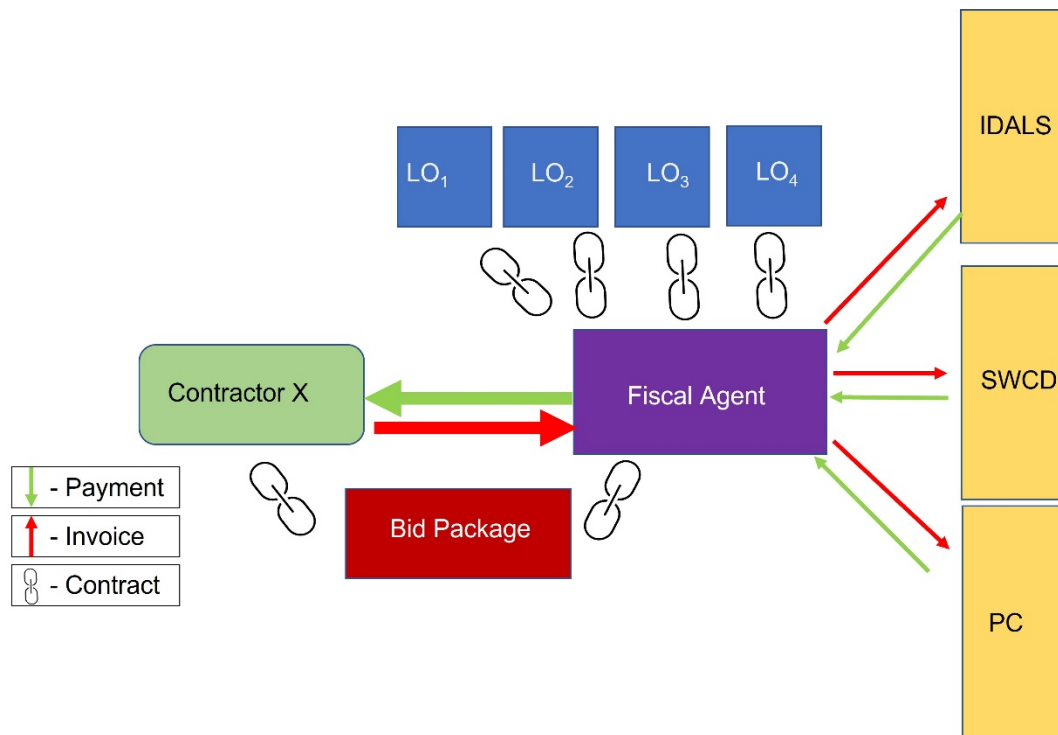 IDALS
LO₁
LO₂
LO₃
LO₄
Contractor X
Fiscal Agent
SWCD
- Payment
- Invoice
- Contract
Bid Package
PC